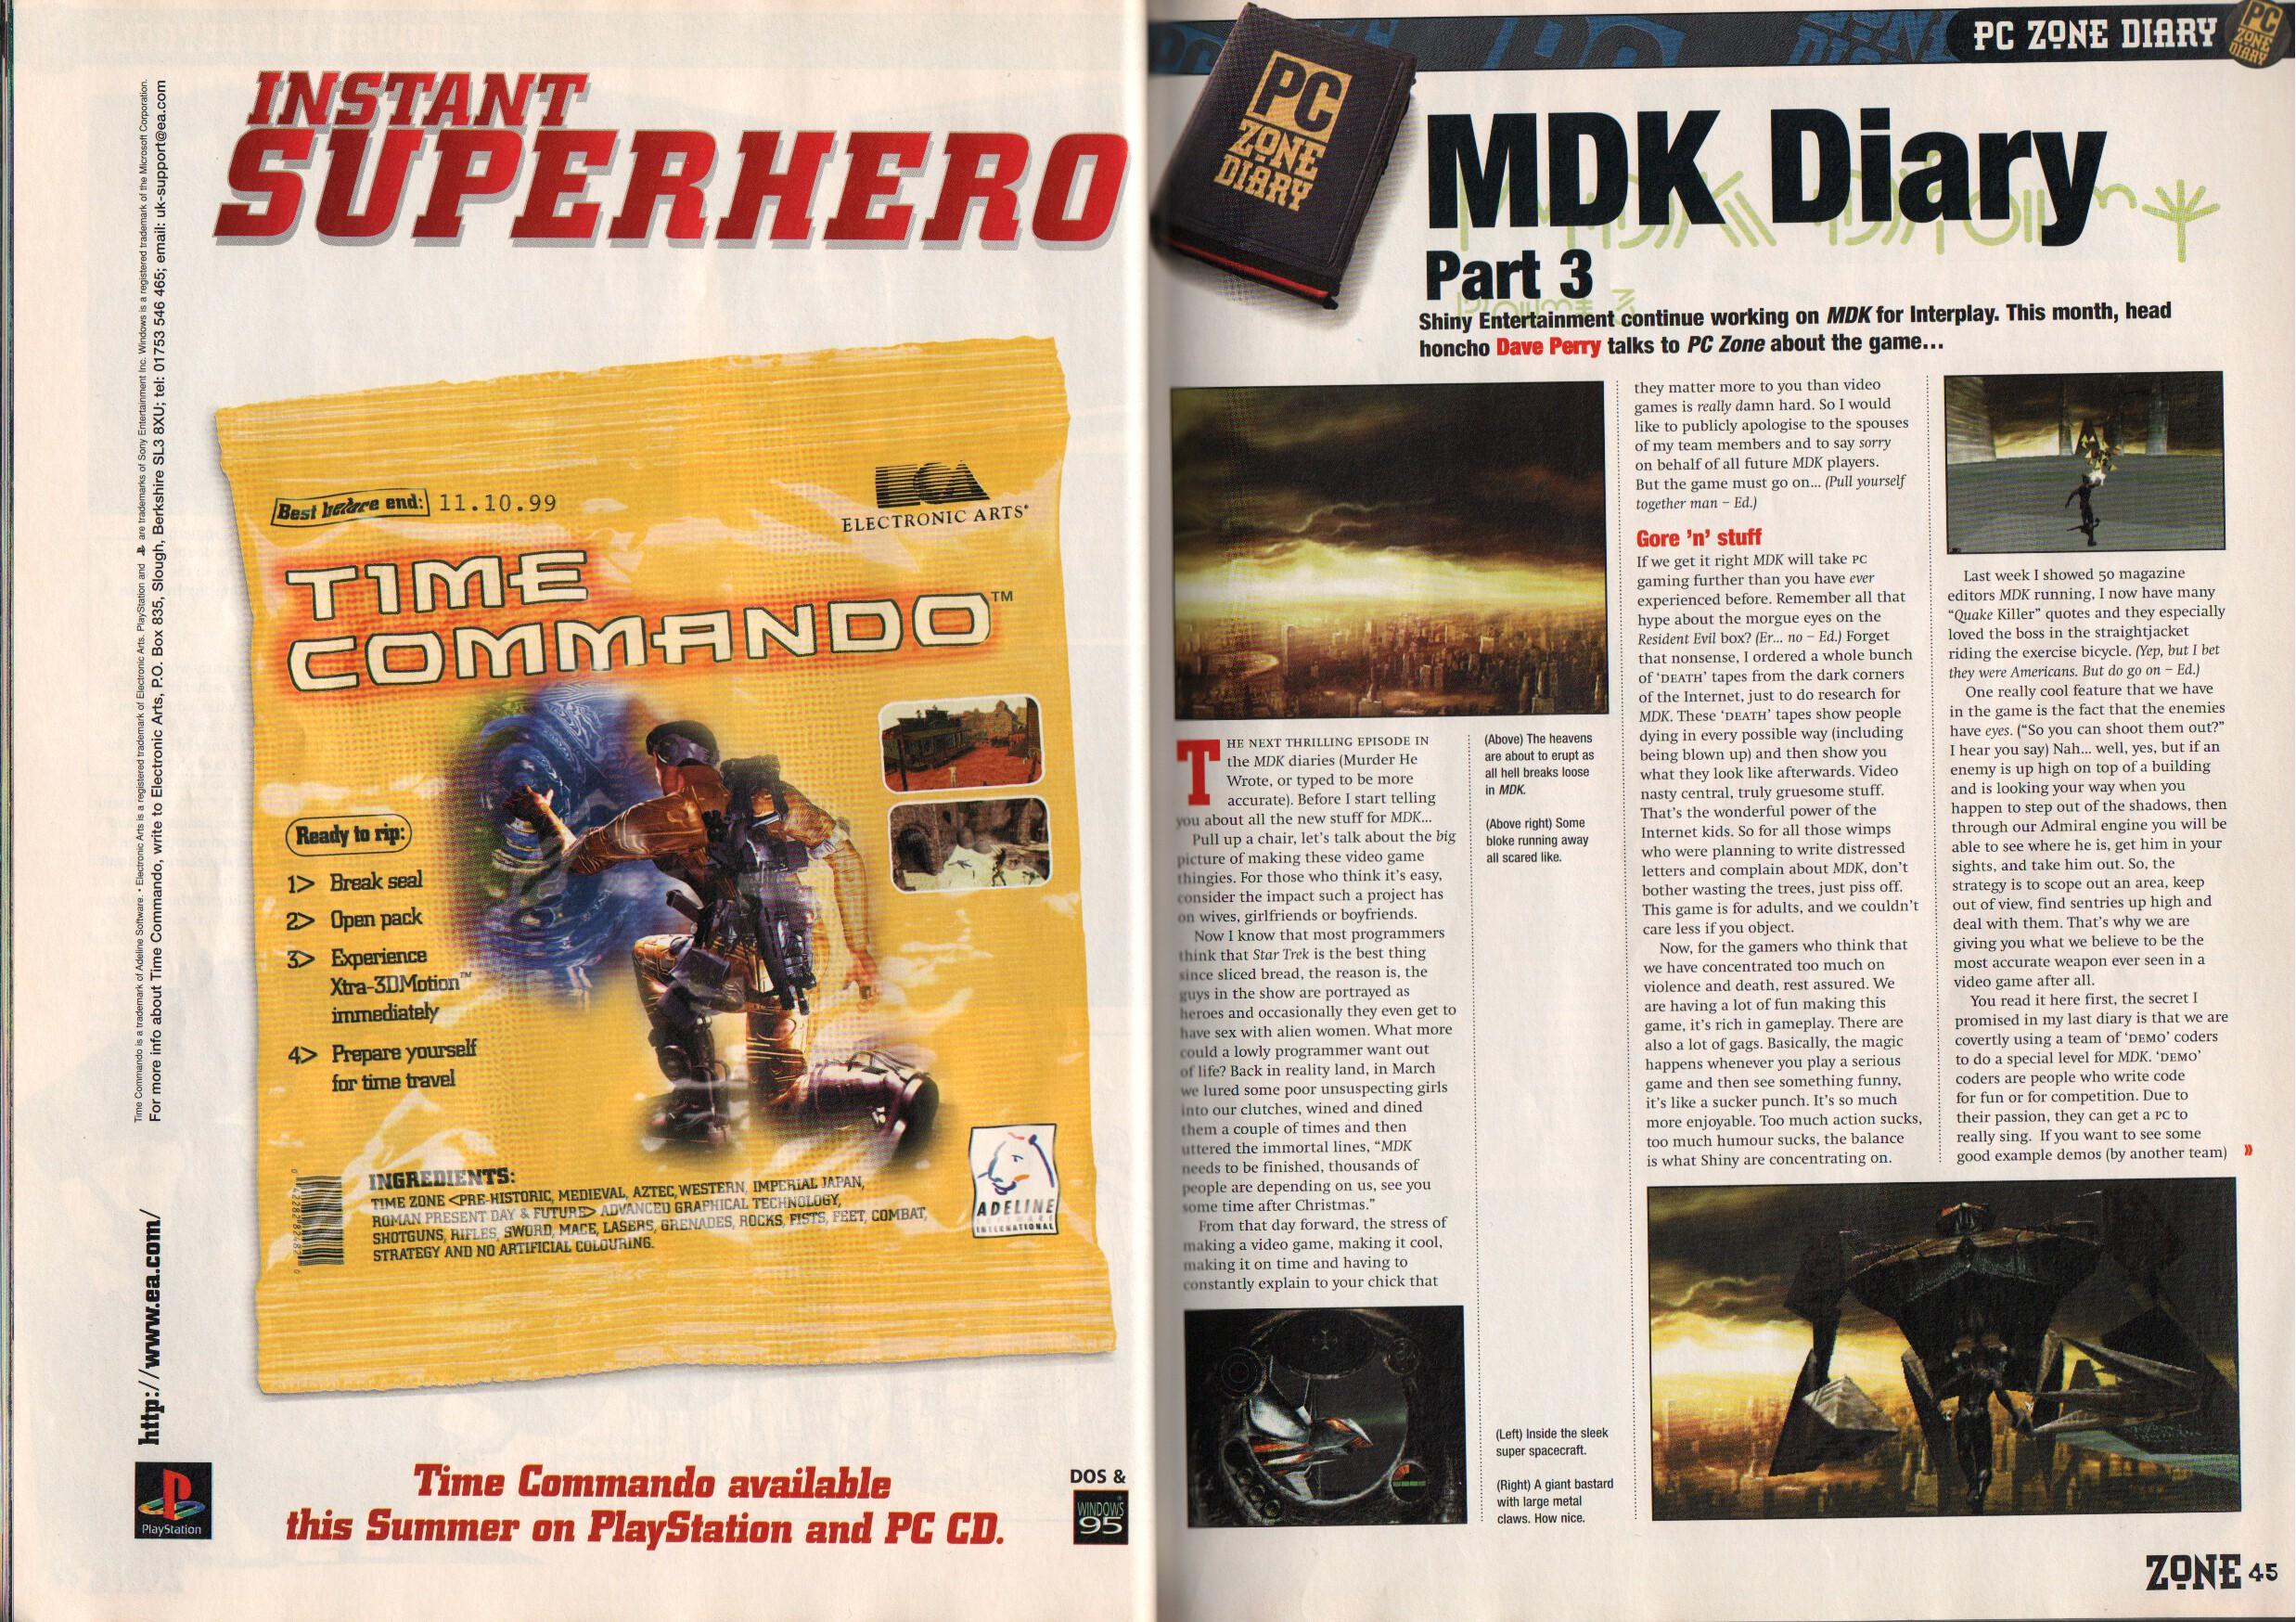 INSTANT
SUPERHERO
Time Commando is a trademark of Adeline Software. • Electronic Arts is a registered trademark of Electronic Arts. PlayStation and are trademarks of Sony Entertainment Inc. Windows is a registered trademark of the Microsoft Corporation.
For more info about Time Commando, write to Electronic Arts, P.O. Box 835, Slough, Berkshire SL3 8XU; tel: 01753 546 465; email: uk-support@ea.com
http://www.ea.com/
Best before end: 11.10.99
ELECTRONIC ARTS®
TIME
COMMANDO™
Ready to rip:
1> Break seal
2> Open pack
3> Experience
Xtra-3DMotion™
immediately
4> Prepare yourself
for time travel
INGREDIENTS:
TIME ZONE <PRE-HISTORIC, MEDIEVAL, AZTEC, WESTERN, IMPERIAL JAPAN,
ROMAN PRESENT DAY & FUTURE> ADVANCED GRAPHICAL TECHNOLOGY,
SHOTGUNS, RIFLES, SWORD, MACE, LASERS, GRENADES, ROCKS, FISTS, FEET, COMBAT,
STRATEGY AND NO ARTIFICIAL COLOURING.
ADELINE
SOFTWARE
INTERNATIONAL
PlayStation
Time Commando available
this Summer on PlayStation and PC CD.
DOS &
WINDOWS
95
PC ZONE DIARY
PC
ZONE
DIARY
PC
ZONE
DIARY
MDK Diary
Part 3
Shiny Entertainment continue working on MDK for Interplay. This month, head
honcho Dave Perry talks to PC Zone about the game...
THE NEXT THRILLING EPISODE IN
the MDK diaries (Murder He
Wrote, or typed to be more
accurate). Before I start telling
you about all the new stuff for MDK...
Pull up a chair, let's talk about the big
picture of making these video game
thingies. For those who think it's easy,
consider the impact such a project has
on wives, girlfriends or boyfriends.
Now I know that most programmers
think that Star Trek is the best thing
since sliced bread, the reason is, the
guys in the show are portrayed as
heroes and occasionally they even get to
have sex with alien women. What more
could a lowly programmer want out
of life? Back in reality land, in March
we lured some poor unsuspecting girls
into our clutches, wined and dined
them a couple of times and then
uttered the immortal lines, "MDK
needs to be finished, thousands of
people are depending on us, see you
some time after Christmas."
From that day forward, the stress of
making a video game, making it cool,
making it on time and having to
constantly explain to your chick that
(Above) The heavens
are about to erupt as
all hell breaks loose
in MDK.
(Above right) Some
bloke running away
all scared like.
(Left) Inside the sleek
super spacecraft.
(Right) A giant bastard
with large metal
claws. How nice.
they matter more to you than video
games is really damn hard. So I would
like to publicly apologise to the spouses
of my team members and to say sorry
on behalf of all future MDK players.
But the game must go on... (Pull yourself
together man – Ed.)
Gore 'n' stuff
If we get it right MDK will take PC
gaming further than you have ever
experienced before. Remember all that
hype about the morgue eyes on the
Resident Evil box? (Er... no – Ed.) Forget
that nonsense, I ordered a whole bunch
of 'DEATH' tapes from the dark corners
of the Internet, just to do research for
MDK. These 'DEATH' tapes show people
dying in every possible way (including
being blown up) and then show you
what they look like afterwards. Video
nasty central, truly gruesome stuff.
That's the wonderful power of the
Internet kids. So for all those wimps
who were planning to write distressed
letters and complain about MDK, don't
bother wasting the trees, just piss off.
This game is for adults, and we couldn't
care less if you object.
Now, for the gamers who think that
we have concentrated too much on
violence and death, rest assured. We
are having a lot of fun making this
game, it's rich in gameplay. There are
also a lot of gags. Basically, the magic
happens whenever you play a serious
game and then see something funny,
it's like a sucker punch. It's so much
more enjoyable. Too much action sucks,
too much humour sucks, the balance
is what Shiny are concentrating on.
Last week I showed 50 magazine
editors MDK running, I now have many
"Quake Killer" quotes and they especially
loved the boss in the straightjacket
riding the exercise bicycle. (Yep, but I bet
they were Americans. But do go on – Ed.)
One really cool feature that we have
in the game is the fact that the enemies
have eyes. ("So you can shoot them out?"
I hear you say) Nah... well, yes, but if an
enemy is up high on top of a building
and is looking your way when you
happen to step out of the shadows, then
through our Admiral engine you will be
able to see where he is, get him in your
sights, and take him out. So, the
strategy is to scope out an area, keep
out of view, find sentries up high and
deal with them. That's why we are
giving you what we believe to be the
most accurate weapon ever seen in a
video game after all.
You read it here first, the secret I
promised in my last diary is that we are
covertly using a team of 'DEMO' coders
to do a special level for MDK. 'DEMO'
coders are people who write code
for fun or for competition. Due to
their passion, they can get a PC to
really sing. If you want to see some
good example demos (by another team) »
ZONE 45